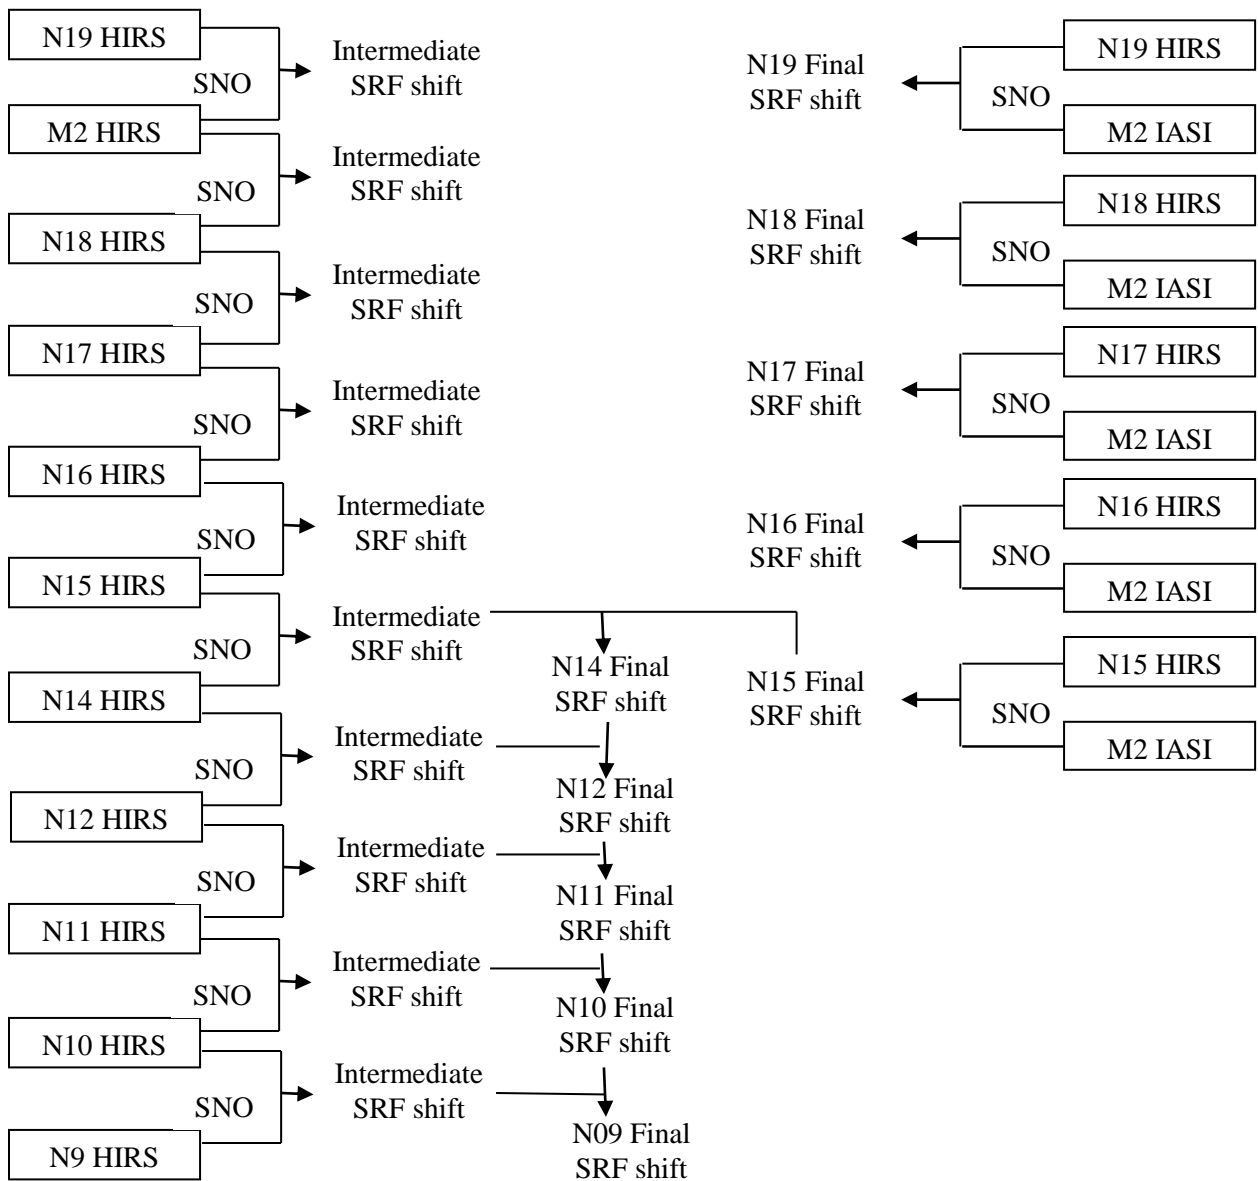 N19 HIRS
SNO
Intermediate
SRF shift
M2 HIRS
SNO
Intermediate
SRF shift
N18 HIRS
SNO
Intermediate
SRF shift
N17 HIRS
SNO
Intermediate
SRF shift
N16 HIRS
SNO
Intermediate
SRF shift
N15 HIRS
SNO
Intermediate
SRF shift
N14 HIRS
SNO
Intermediate
SRF shift
N12 HIRS
SNO
Intermediate
SRF shift
N11 HIRS
SNO
Intermediate
SRF shift
N10 HIRS
SNO
Intermediate
SRF shift
N9 HIRS
N14 Final
SRF shift
N12 Final
SRF shift
N11 Final
SRF shift
N10 Final
SRF shift
N09 Final
SRF shift
N19 Final
SRF shift
SNO
N19 HIRS
M2 IASI
N18 Final
SRF shift
SNO
N18 HIRS
M2 IASI
N17 Final
SRF shift
SNO
N17 HIRS
M2 IASI
N16 Final
SRF shift
SNO
N16 HIRS
M2 IASI
N15 Final
SRF shift
SNO
N15 HIRS
M2 IASI